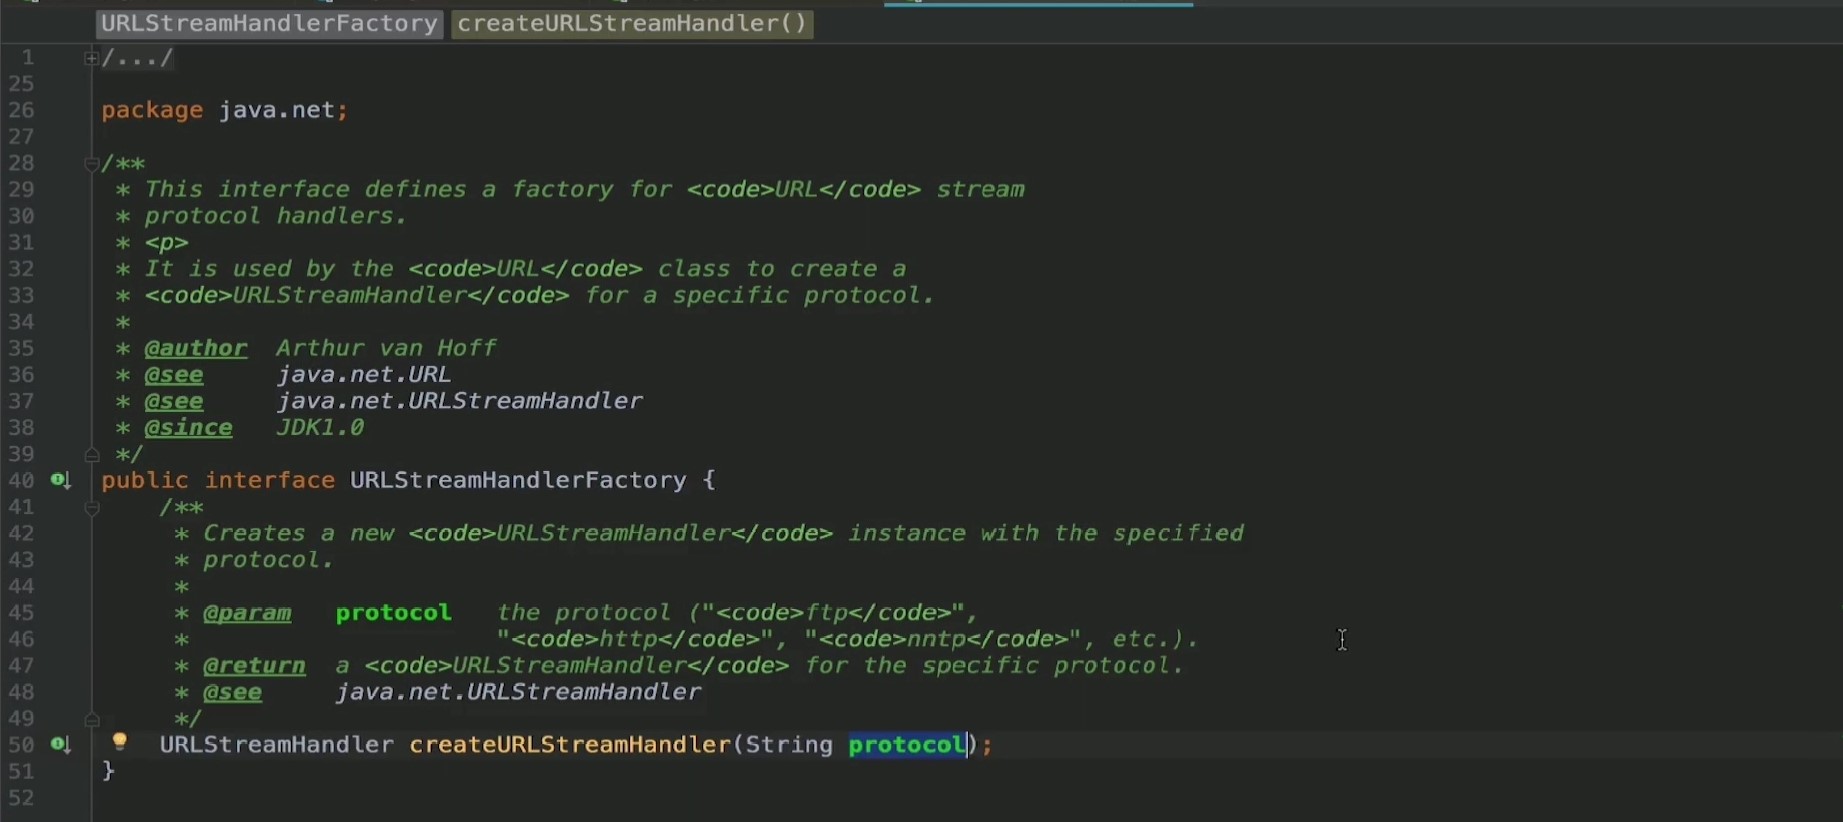 URLStreamHandlerFactory createURLStreamHandler()
1 /.../
25
26 package java.net;
27
28 /**
29 * This interface defines a factory for <code>URL</code> stream
30 * protocol handlers.
31 * <p>
32 * It is used by the <code>URL</code> class to create a
33 * <code>URLStreamHandler</code> for a specific protocol.
34 *
35 * @author Arthur van Hoff
36 * @see java.net.URL
37 * @see java.net.URLStreamHandler
38 * @since JDK1.0
39 */
40 public interface URLStreamHandlerFactory {
41 /**
42 * Creates a new <code>URLStreamHandler</code> instance with the specified
43 * protocol.
44 *
45 * @param protocol the protocol ("<code>ftp</code>",
46 * "<code>http</code>", "<code>nntp</code>", etc.).
47 * @return a <code>URLStreamHandler</code> for the specific protocol.
48 * @see java.net.URLStreamHandler
49 */
50 URLStreamHandler createURLStreamHandler(String protocol);
51 }
52